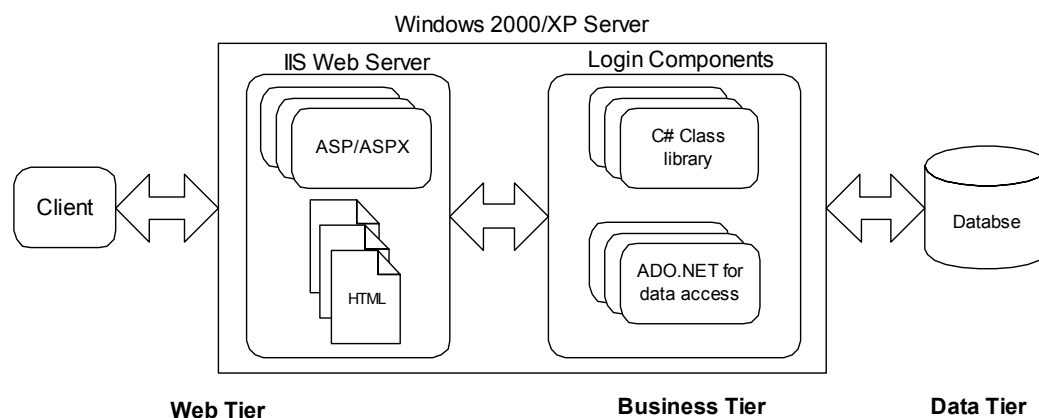 Windows 2000/XP Server
IIS Web Server
Login Components
ASP/ASPX
C# Class
library
Client
Databse
HTML
ADO.NET for
data access
Web Tier
Business Tier
Data Tier